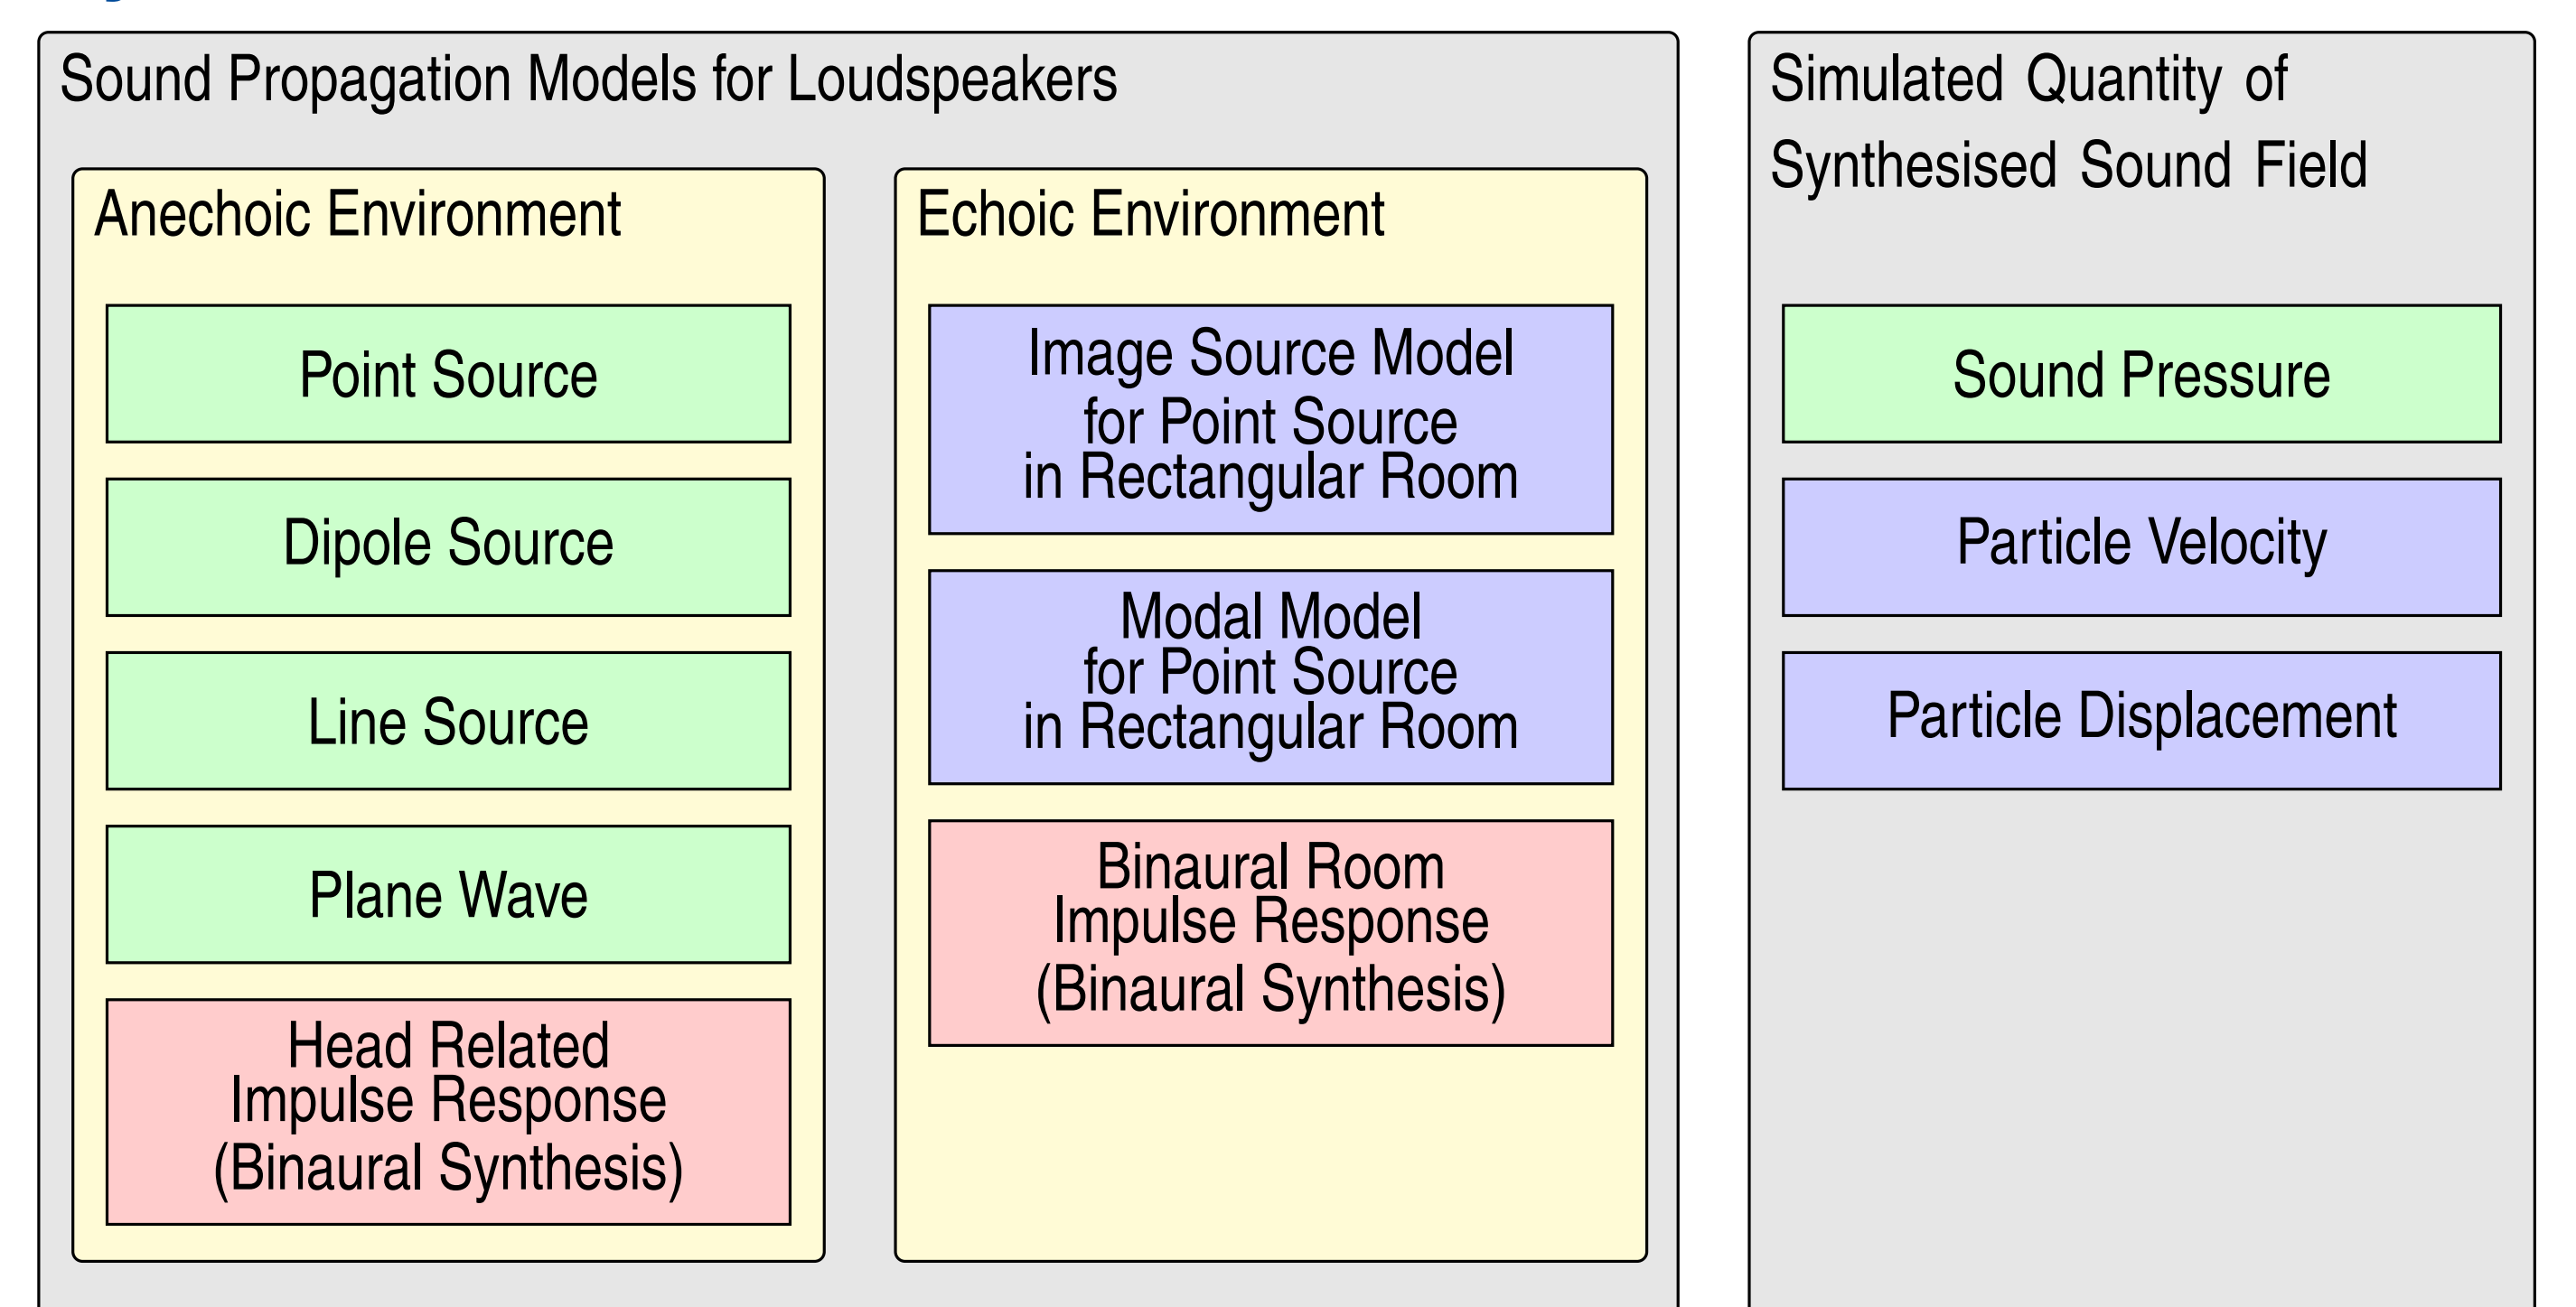 Sound Propagation Models for Loudspeakers
Anechoic Environment
Point Source
Dipole Source
Line Source
Plane Wave
Head Related
Impulse Response
(Binaural Synthesis)
Echoic Environment
Image Source Model
for Point Source
in Rectangular Room
Modal Model
for Point Source
in Rectangular Room
Binaural Room
Impulse Response
(Binaural Synthesis)
Simulated Quantity of
Synthesised Sound Field
Sound Pressure
Particle Velocity
Particle Displacement